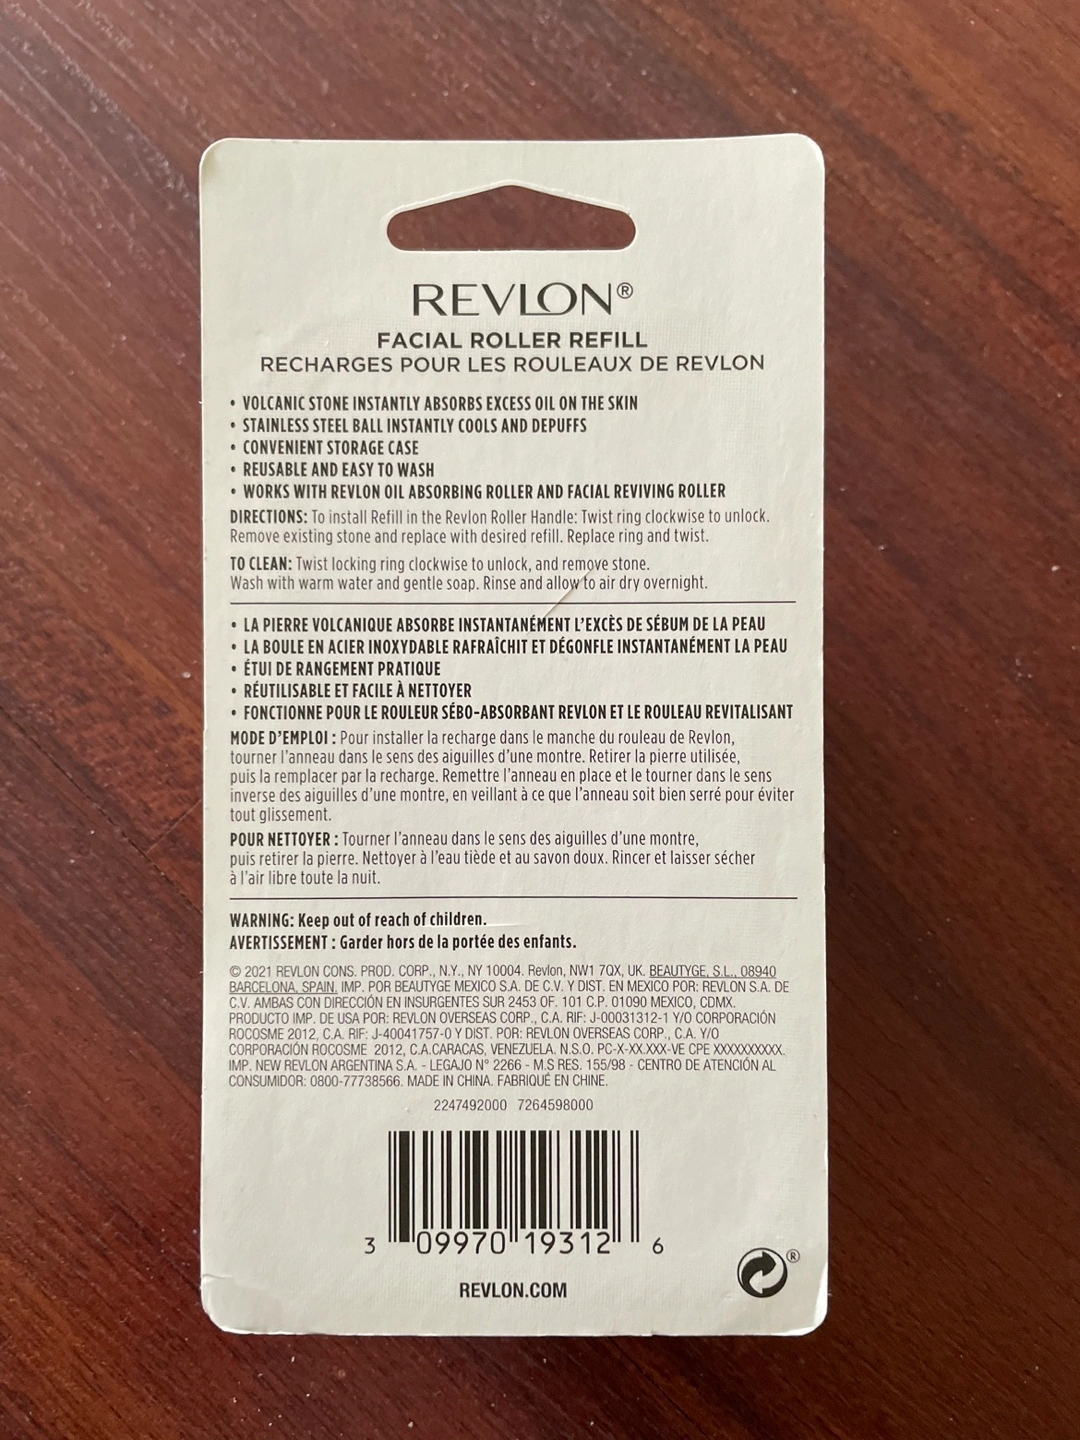 REVLON®
FACIAL ROLLER REFILL
RECHARGES POUR LES ROULEAUX DE REVLON
• VOLCANIC STONE INSTANTLY ABSORBS EXCESS OIL ON THE SKIN
• STAINLESS STEEL BALL INSTANTLY COOLS AND DEPUFFS
• CONVENIENT STORAGE CASE
• REUSABLE AND EASY TO WASH
• WORKS WITH REVLON OIL ABSORBING ROLLER AND FACIAL REVIVING ROLLER
DIRECTIONS: To install Refill in the Revlon Roller Handle: Twist ring clockwise to unlock.
Remove existing stone and replace with desired refill. Replace ring and twist.
TO CLEAN: Twist locking ring clockwise to unlock, and remove stone.
Wash with warm water and gentle soap. Rinse and allow to air dry overnight.
• LA PIERRE VOLCANIQUE ABSORBE INSTANTANÉMENT L'EXCÈS DE SÉBUM DE LA PEAU
• LA BOULE EN ACIER INOXYDABLE RAFRAÎCHIT ET DÉGONFLE INSTANTANÉMENT LA PEAU
• ÉTUI DE RANGEMENT PRATIQUE
• RÉUTILISABLE ET FACILE À NETTOYER
• FONCTIONNE POUR LE ROULEUR SÉBO-ABSORBANT REVLON ET LE ROULEAU REVITALISANT
MODE D'EMPLOI : Pour installer la recharge dans le manche du rouleau de Revlon,
tourner l'anneau dans le sens des aiguilles d'une montre. Retirer la pierre utilisée,
puis la remplacer par la recharge. Remettre l'anneau en place et le tourner dans le sens
inverse des aiguilles d'une montre, en veillant à ce que l'anneau soit bien serré pour éviter
tout glissement.
POUR NETTOYER : Tourner l'anneau dans le sens des aiguilles d'une montre,
puis retirer la pierre. Nettoyer à l'eau tiède et au savon doux. Rincer et laisser sécher
à l'air libre toute la nuit.
WARNING: Keep out of reach of children.
AVERTISSEMENT : Garder hors de la portée des enfants.
© 2021 REVLON CONS. PROD. CORP., N.Y., NY 10004. Revlon, NW1 7QX, UK. BEAUTYGE, S.L., 08940
BARCELONA, SPAIN. IMP. POR BEAUTYGE MEXICO S.A. DE C.V. Y DIST. EN MEXICO POR: REVLON S.A. DE
C.V. AMBAS CON DIRECCIÓN EN INSURGENTES SUR 2453 OF. 101 C.P. 01090 MEXICO, CDMX.
PRODUCTO IMP. DE USA POR: REVLON OVERSEAS CORP., C.A. RIF: J-00031312-1 Y/O CORPORACIÓN
ROCOSME 2012, C.A. RIF: J-40041757-0 Y DIST. POR: REVLON OVERSEAS CORP., C.A. Y/O
CORPORACIÓN ROCOSME 2012, C.A.CARACAS, VENEZUELA. N.S.O. PC-X-XX.XXX-VE CPE XXXXXXXXXX.
IMP. NEW REVLON ARGENTINA S.A. - LEGAJO N° 2266 - M.S RES. 155/98 - CENTRO DE ATENCIÓN AL
CONSUMIDOR: 0800-77738566. MADE IN CHINA. FABRIQUÉ EN CHINE.
2247492000 7264598000
3 09970 19312 6
REVLON.COM
®